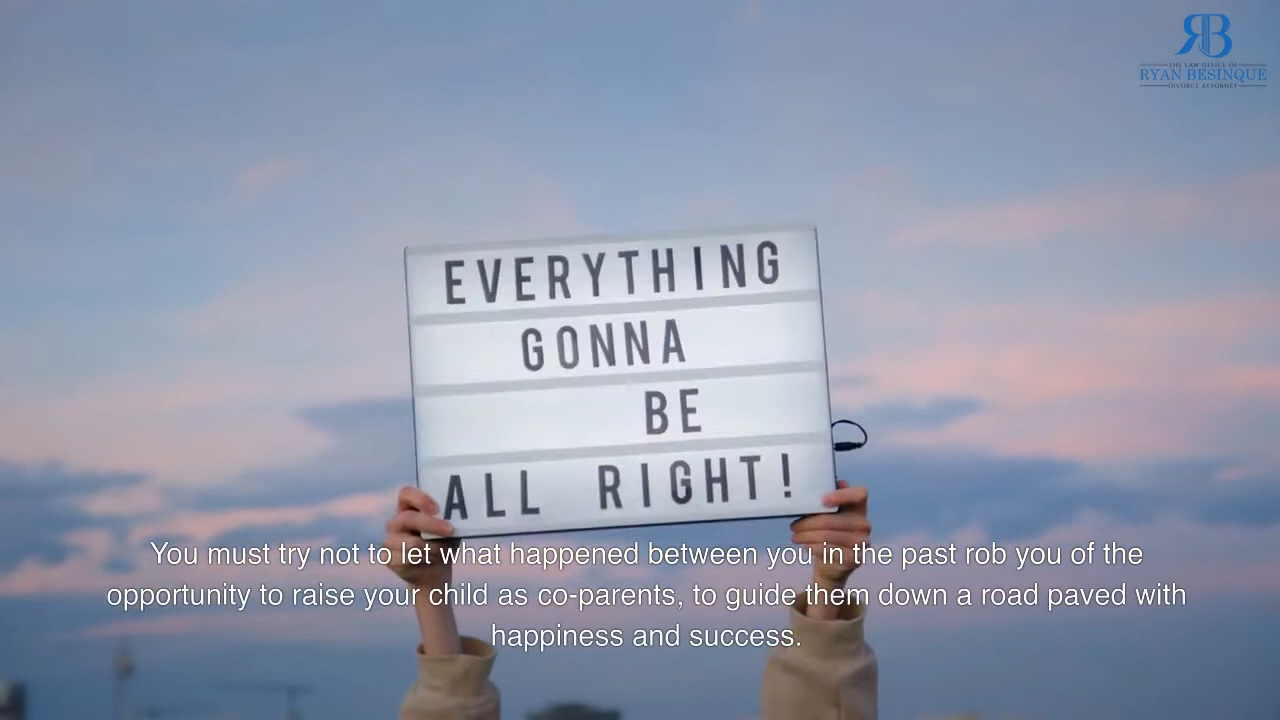 RB
THE LAW OFFICE OF
RYAN BESINQUE
DIVORCE ATTORNEY
EVERYTHING
GONNA
BE
ALL RIGHT!
You must try not to let what happened between you in the past rob you of the
opportunity to raise your child as co-parents, to guide them down a road paved with
happiness and success.